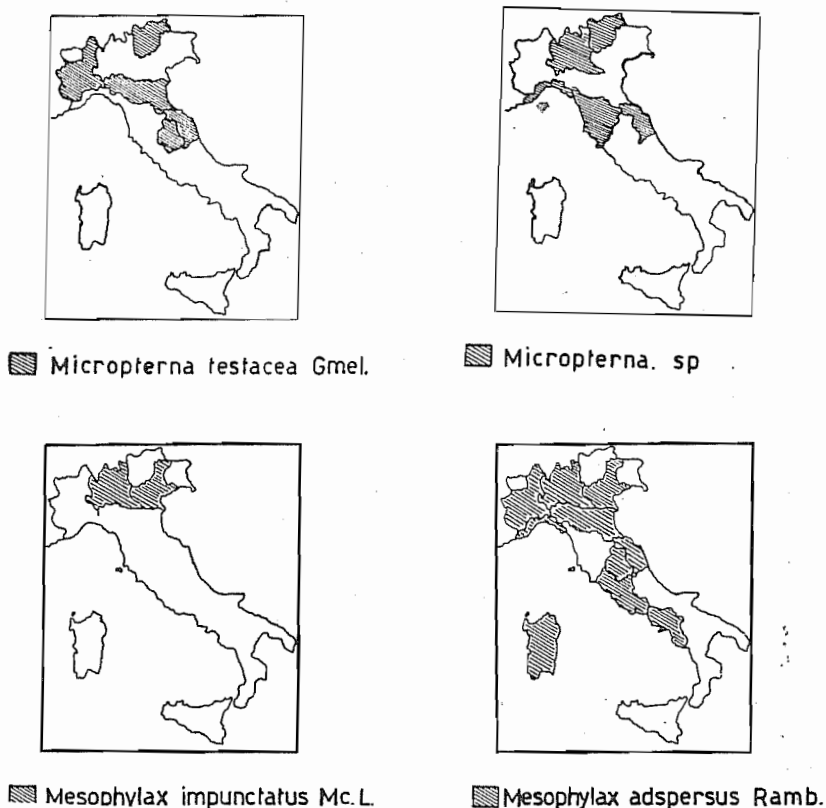 Micropterna testacea Gmel.
Micropterna. sp
Mesophylax impunctatus Mc.L.
Mesophylax adspersus Ramb.